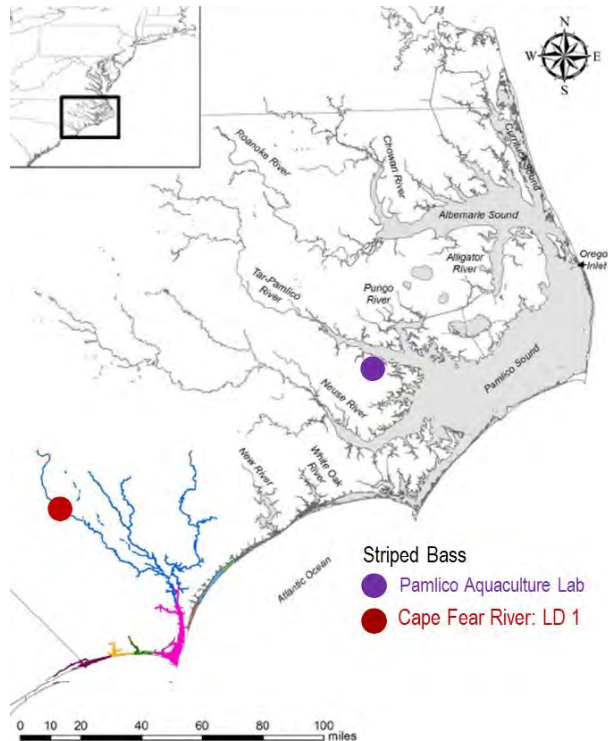 N
W E
S
Roanoke River
Chowan River
Currituck Sound
Albemarle Sound
Alligator
River
Oregon
Inlet
Pungo
River
Tar-Pamlico
River
Pamlico Sound
Neuse River
White Oak
River
New River
Atlantic Ocean
Striped Bass
Pamlico Aquaculture Lab
Cape Fear River: LD 1
0 10 20 40 60 80 100
miles